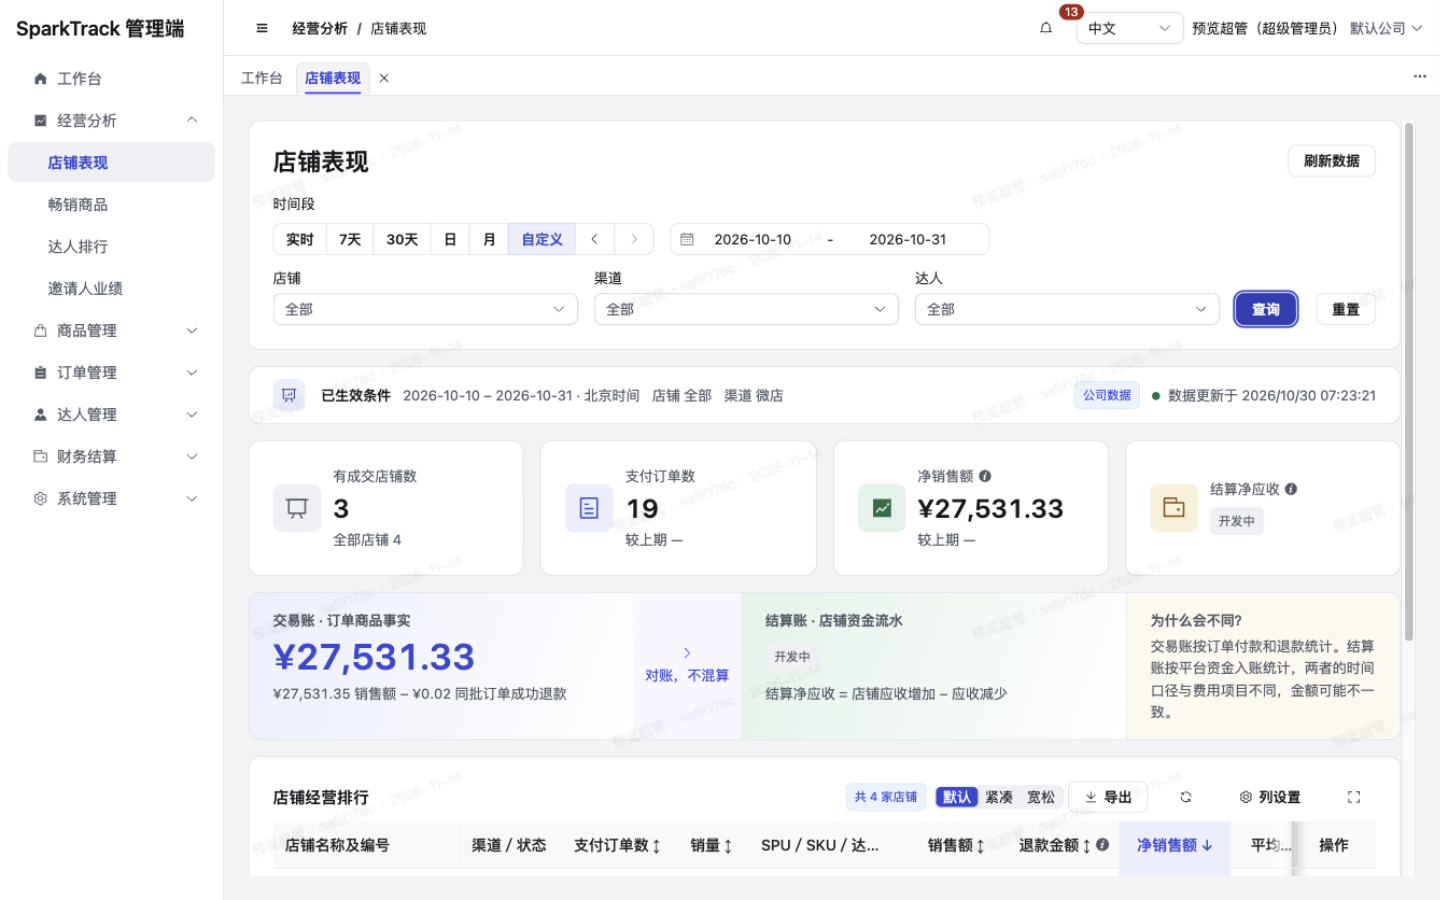 SparkTrack 管理端
经营分析 / 店铺表现
13
中文
预览超管（超级管理员）
默认公司
工作台
经营分析
店铺表现
畅销商品
达人排行
邀请人业绩
商品管理
订单管理
达人管理
财务结算
系统管理
工作台
店铺表现
店铺表现
刷新数据
时间段
实时 7天 30天 日 月 自定义
2026-10-10 - 2026-10-31
店铺 渠道 达人
全部 全部 全部 查询 重置
已生效条件 2026-10-10 – 2026-10-31 · 北京时间 店铺 全部 渠道 微店
公司数据 数据更新于 2026/10/30 07:23:21
有成交店铺数
3
全部店铺 4
支付订单数
19
较上期 —
净销售额
¥27,531.33
较上期 —
结算净应收
开发中
交易账 · 订单商品事实
¥27,531.33
¥27,531.35 销售额 – ¥0.02 同批订单成功退款
对账，不混算
结算账 · 店铺资金流水
开发中
结算净应收 = 店铺应收增加 – 应收减少
为什么会不同?
交易账按订单付款和退款统计。结算
账按平台资金入账统计，两者的时间
口径与费用项目不同，金额可能不一
致。
店铺经营排行
共 4 家店铺 默认 紧凑 宽松 导出 列设置
店铺名称及编号 渠道 / 状态 支付订单数 销量 SPU / SKU / 达... 销售额 退款金额 净销售额 平均... 操作
预览超管 · sa5f176c · 2026-11-14